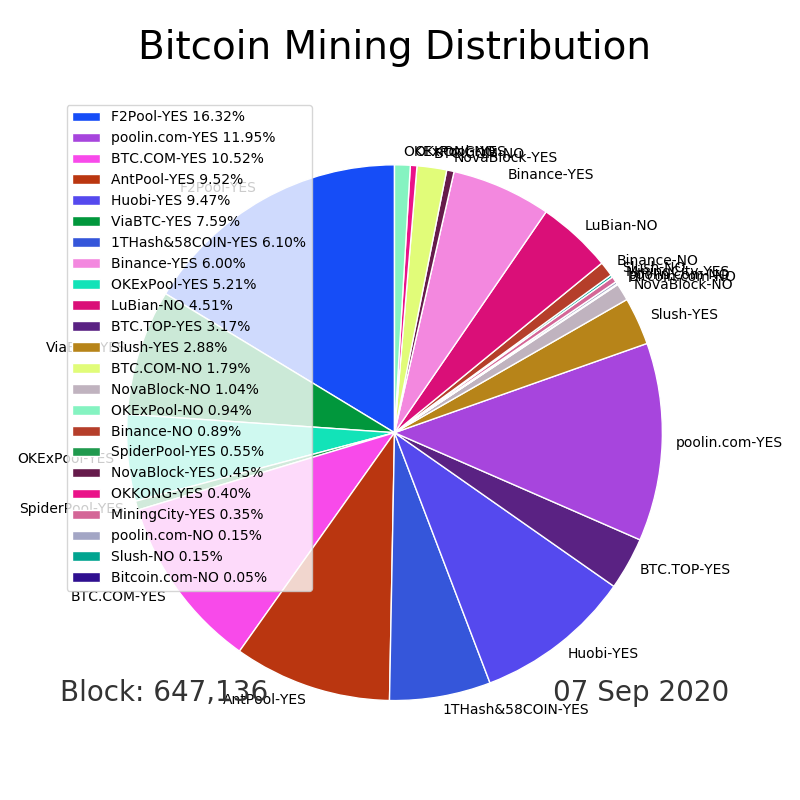 Bitcoin Mining Distribution
F2Pool-YES 16.32%
poolin.com-YES 11.95%
BTC.COM-YES 10.52%
AntPool-YES 9.52%
Huobi-YES 9.47%
ViaBTC-YES 7.59%
1THash&58COIN-YES 6.10%
Binance-YES 6.00%
OKExPool-YES 5.21%
LuBian-NO 4.51%
BTC.TOP-YES 3.17%
Slush-YES 2.88%
BTC.COM-NO 1.79%
NovaBlock-NO 1.04%
OKExPool-NO 0.94%
Binance-NO 0.89%
SpiderPool-YES 0.55%
NovaBlock-YES 0.45%
OKKONG-YES 0.40%
MiningCity-YES 0.35%
poolin.com-NO 0.15%
Slush-NO 0.15%
Bitcoin.com-NO 0.05%
NovaBlock-YES
Binance-YES
LuBian-NO
Binance-NO
NovaBlock-NO
Slush-YES
poolin.com-YES
BTC.TOP-YES
Huobi-YES
1THash&58COIN-YES
AntPool-YES
BTC.COM-YES
SpiderPool-YES
OKExPool-YES
F2Pool-YES
Block: 647,136
07 Sep 2020